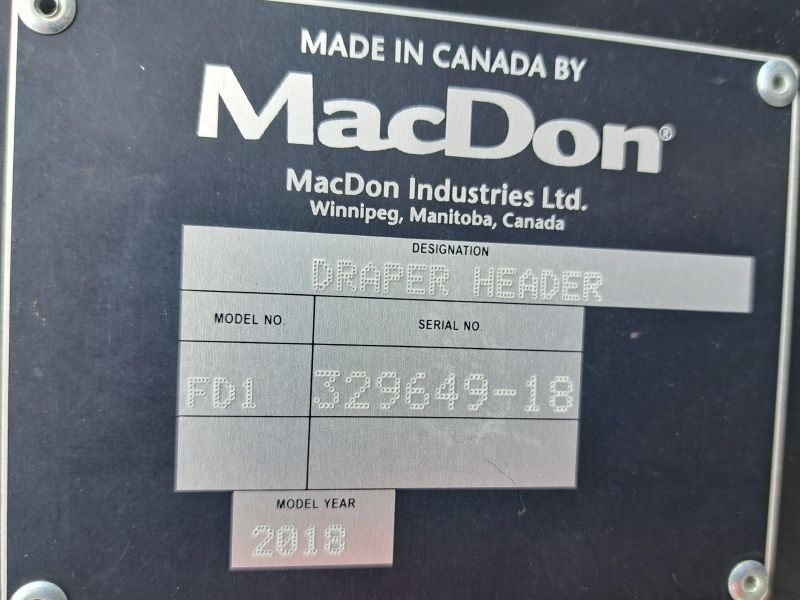 MADE IN CANADA BY
MacDon®
MacDon Industries Ltd.
Winnipeg, Manitoba, Canada
DESIGNATION
DRAPER HEADER
MODEL NO. SERIAL NO.
FD1 329649-18
MODEL YEAR
2018